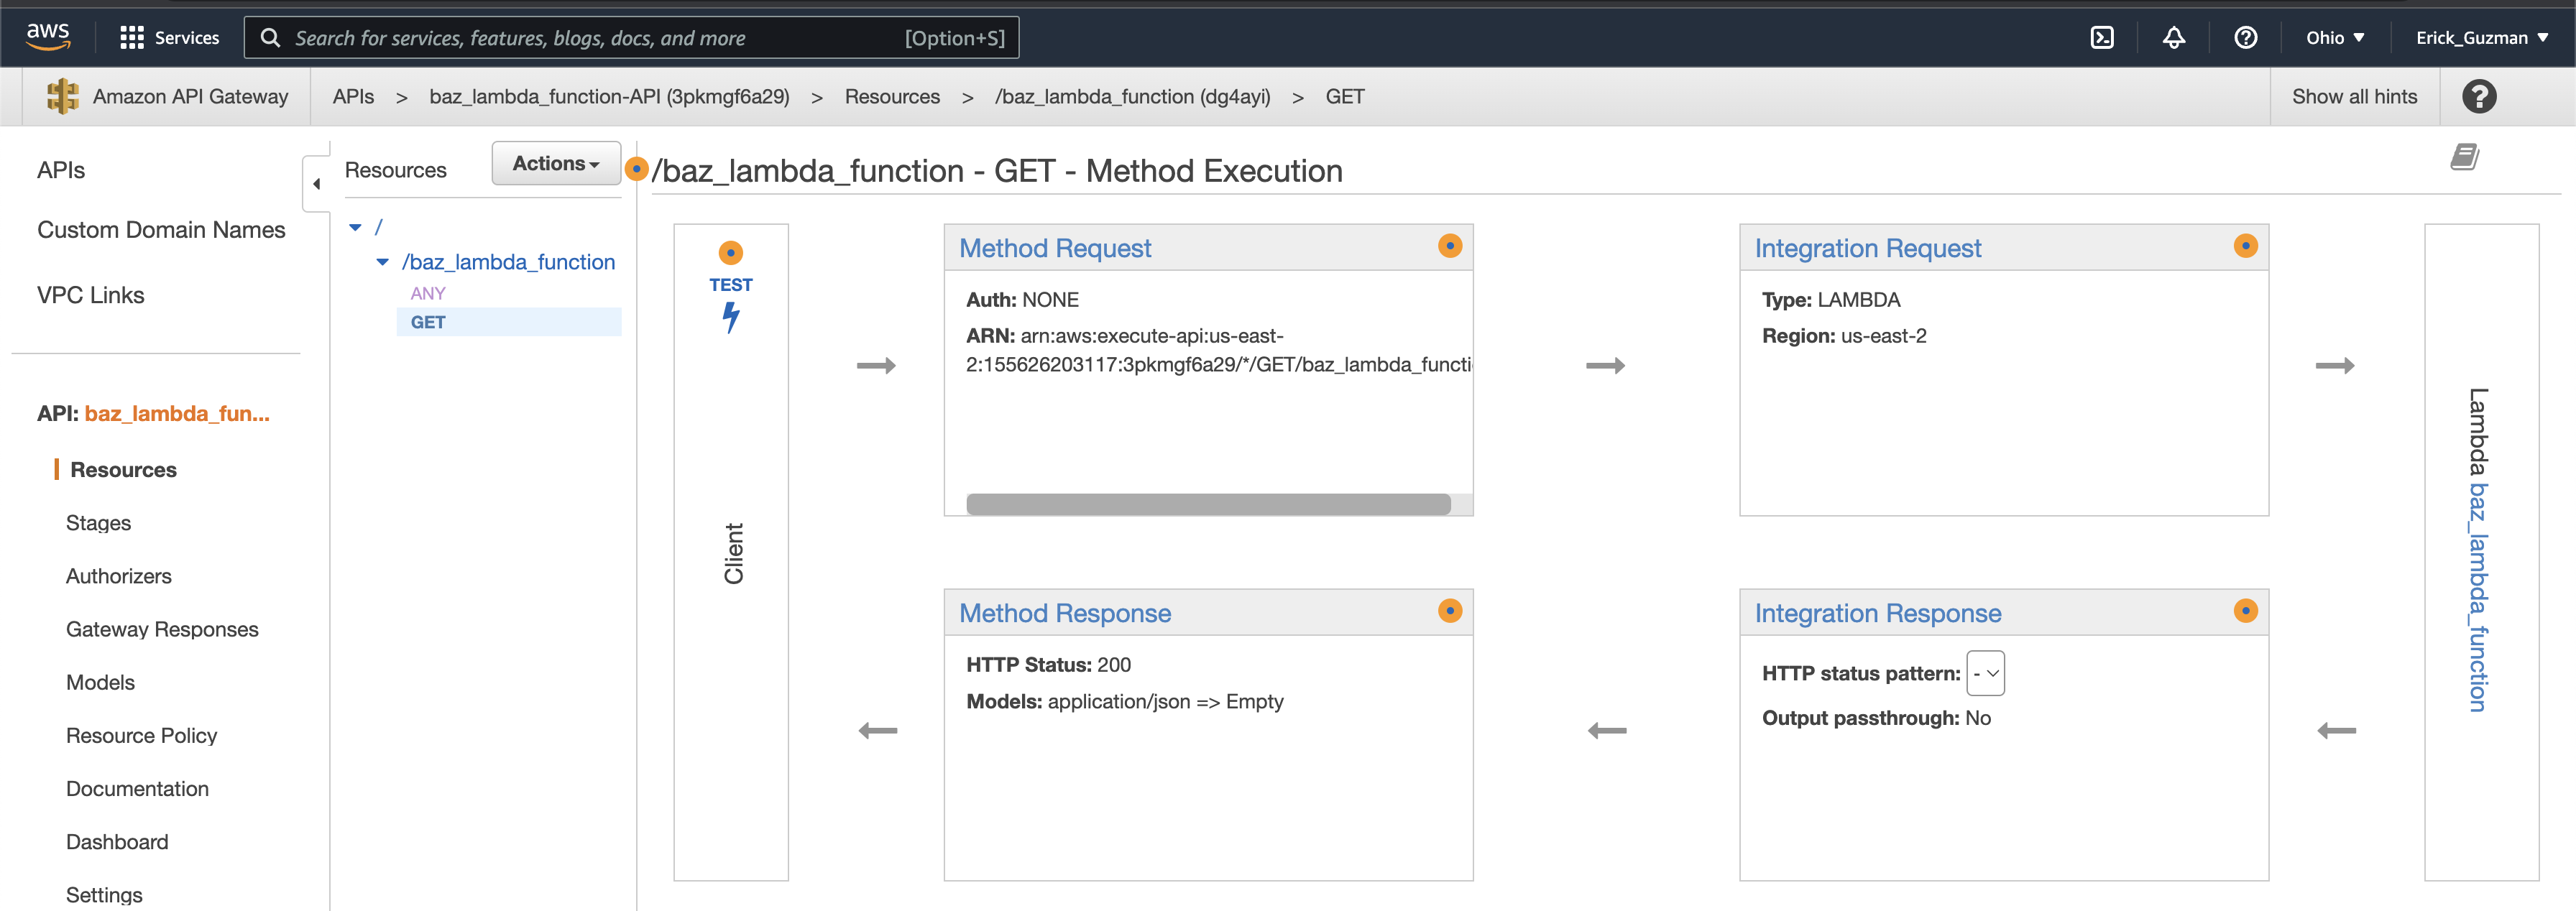 aws
Services
Search for services, features, blogs, docs, and more
[Option+S]
Ohio
Erick_Guzman
Amazon API Gateway
APIs > baz_lambda_function-API (3pkmgf6a29) > Resources > /baz_lambda_function (dg4ayi) > GET
Show all hints
APIs
Custom Domain Names
VPC Links
API: baz_lambda_fun...
Resources
Stages
Authorizers
Gateway Responses
Models
Resource Policy
Documentation
Dashboard
Settings
Resources
Actions
/
/baz_lambda_function
ANY
GET
/baz_lambda_function - GET - Method Execution
TEST
Client
Method Request
Auth: NONE
ARN: arn:aws:execute-api:us-east-
2:155626203117:3pkmgf6a29/*/GET/baz_lambda_functi
Integration Request
Type: LAMBDA
Region: us-east-2
Method Response
HTTP Status: 200
Models: application/json => Empty
Integration Response
HTTP status pattern: -
Output passthrough: No
Lambda baz_lambda_function